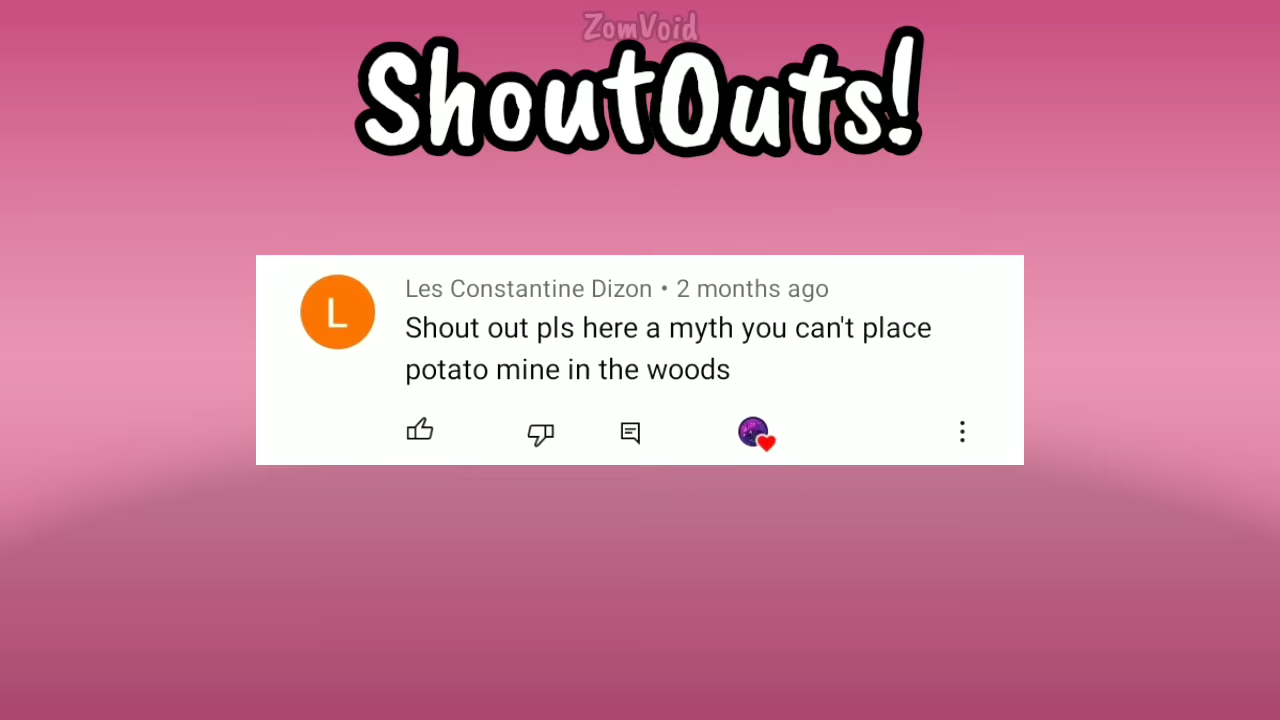 ZomVoid
ShoutOuts!
L
Les Constantine Dizon • 2 months ago
Shout out pls here a myth you can't place
potato mine in the woods